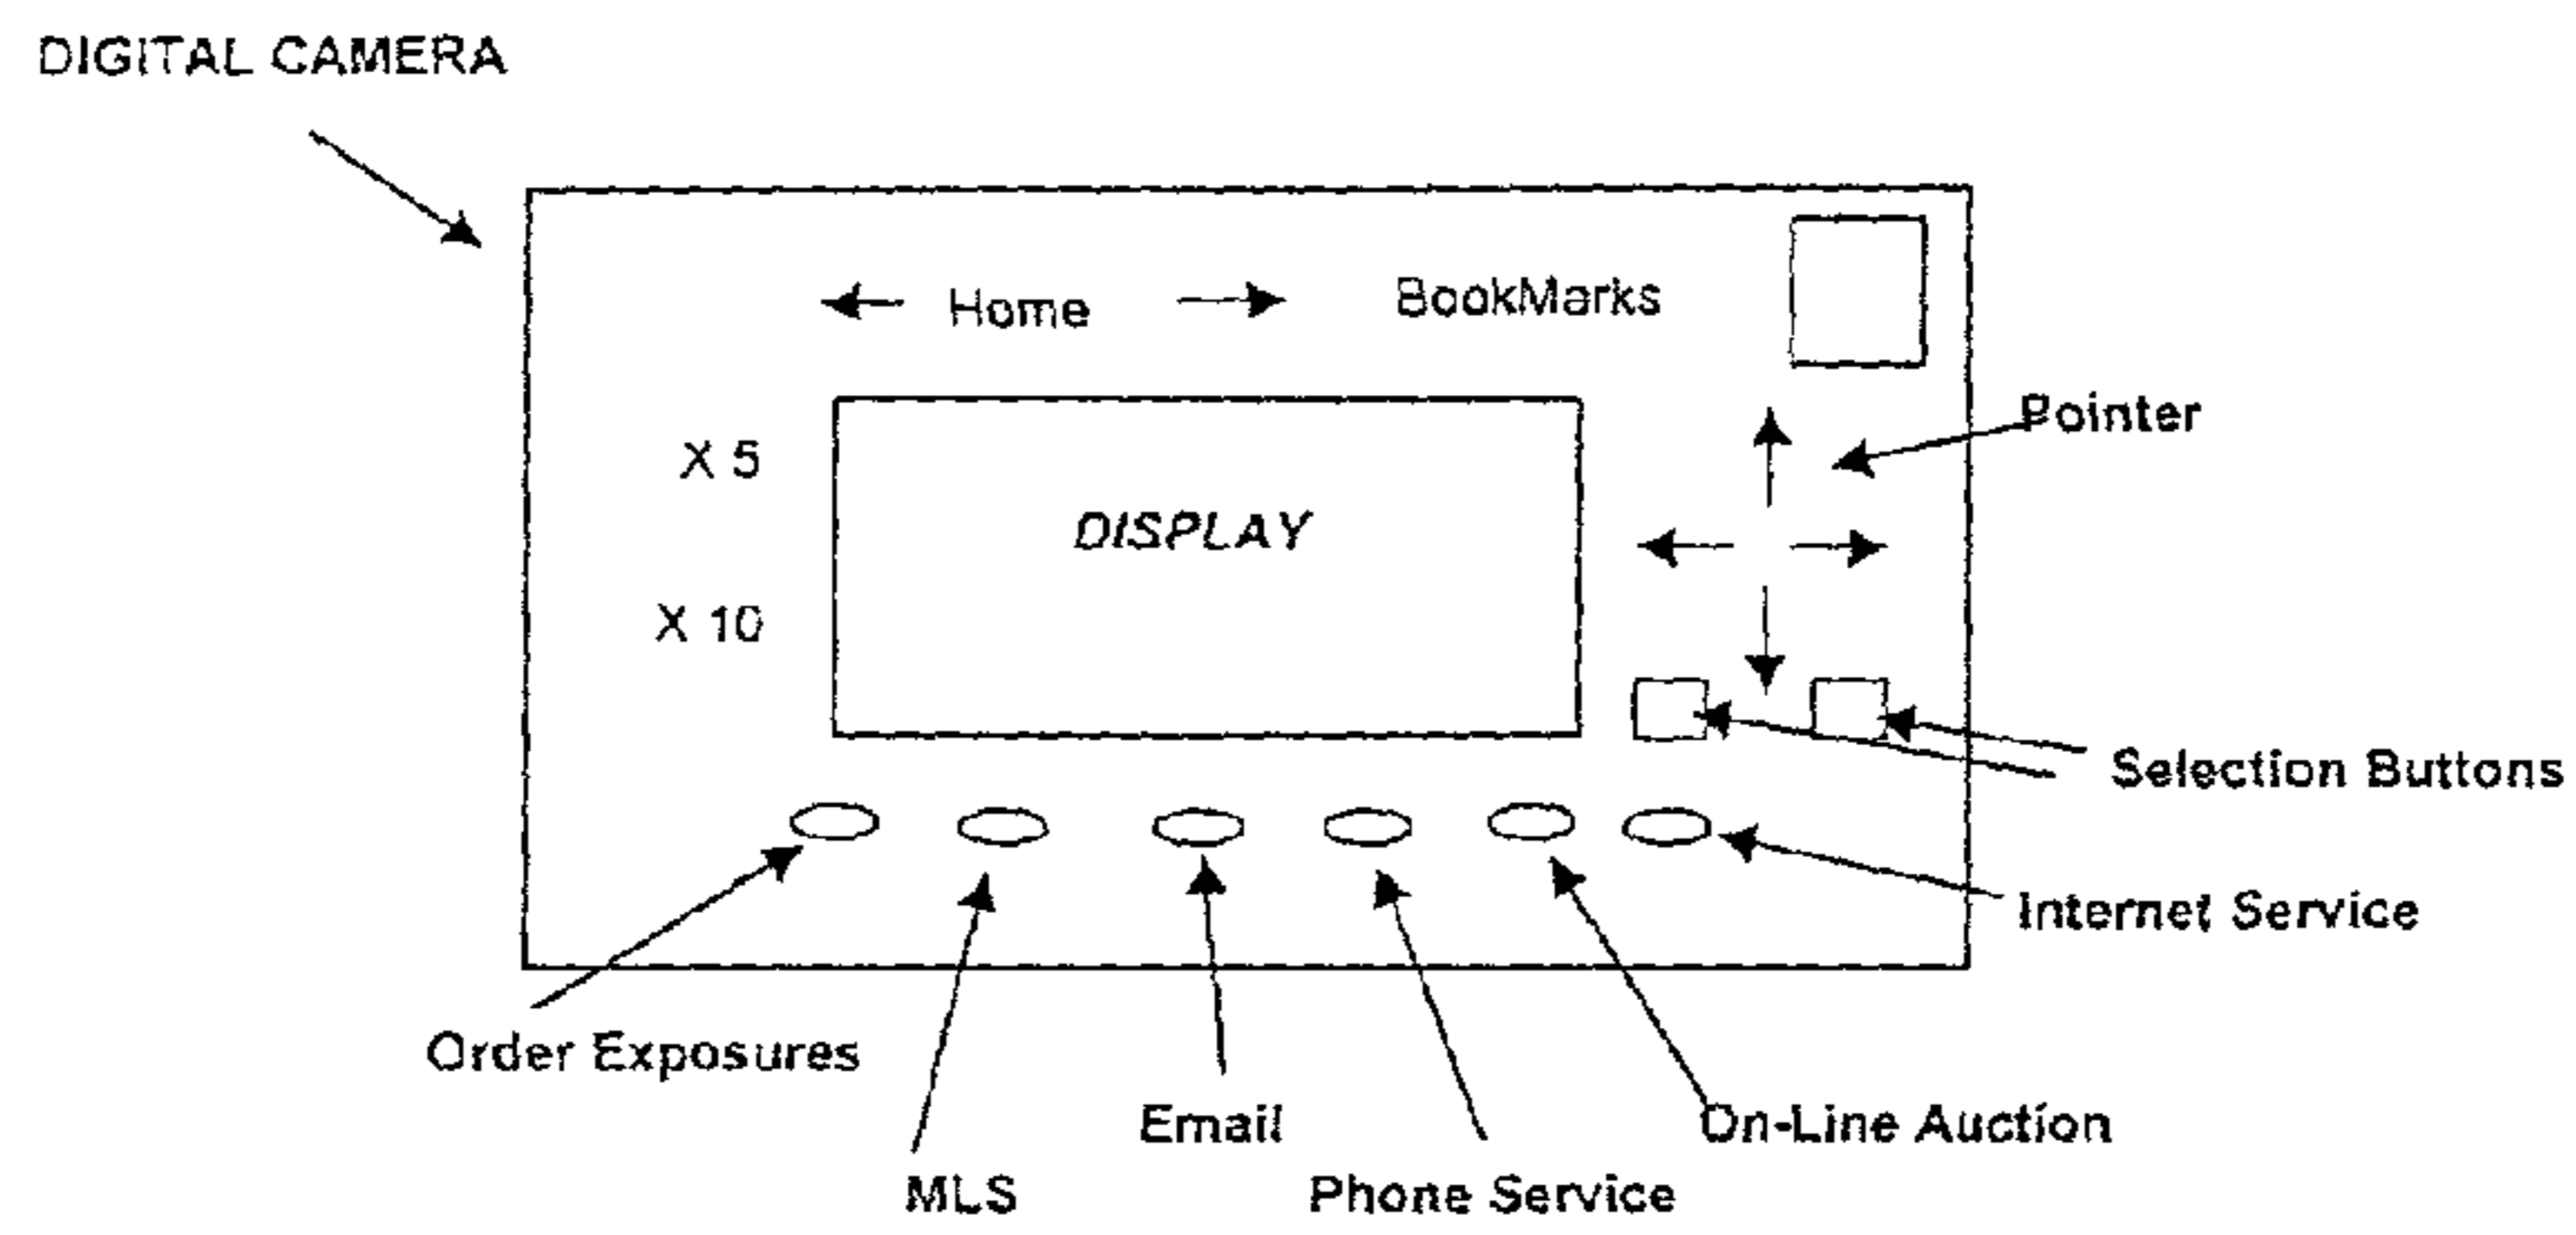 DIGITAL CAMERA
Home
BookMarks
Pointer
X 5
DISPLAY
X 10
Selection Buttons
Internet Service
Order Exposures
Email
On-Line Auction
MLS
Phone Service